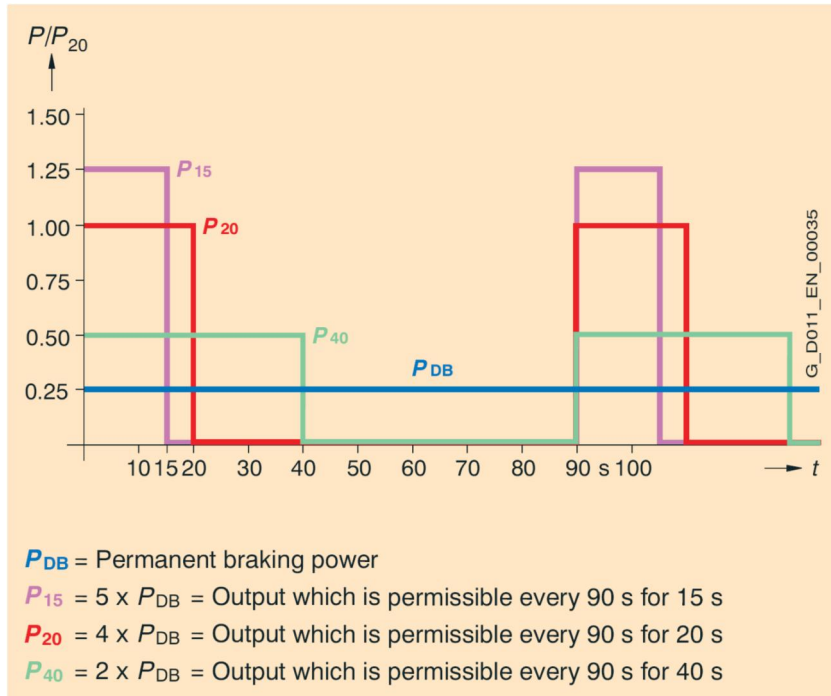 P/P20
1.50
1.25
P15
1.00
P20
0.75
0.50
P40
PDB
0.25
10 15 20 30 40 50 60 70 80 90 s 100 t
G_D011_EN_00035
PDB = Permanent braking power
P15 = 5 x PDB = Output which is permissible every 90 s for 15 s
P20 = 4 x PDB = Output which is permissible every 90 s for 20 s
P40 = 2 x PDB = Output which is permissible every 90 s for 40 s